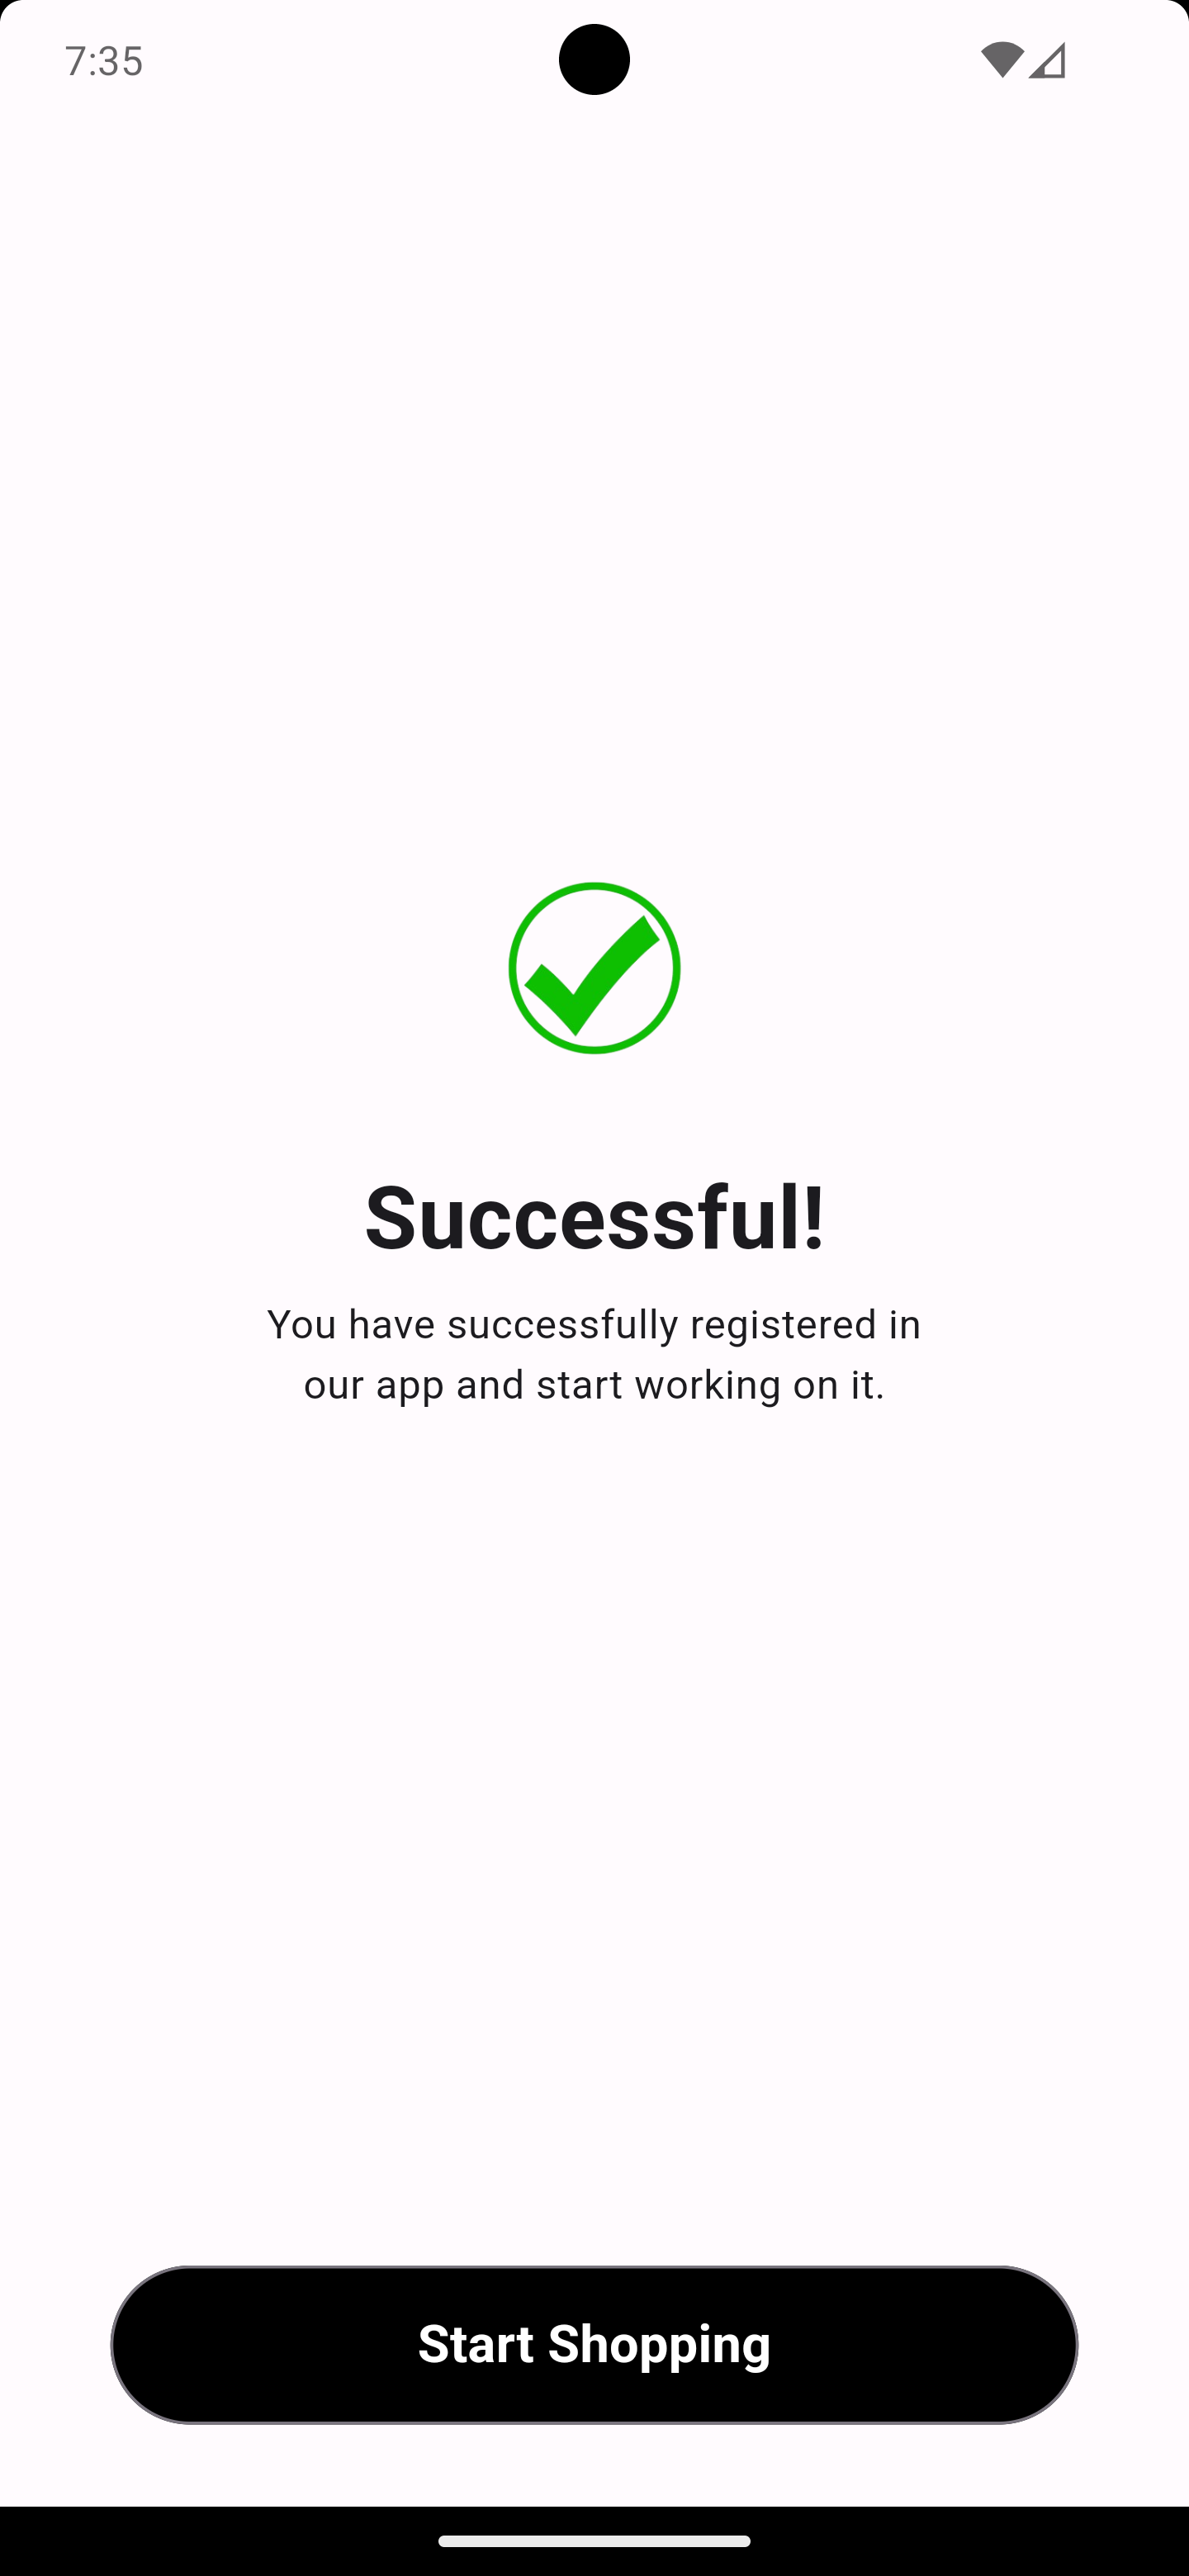 7:35
Successful!
You have successfully registered in
our app and start working on it.
Start Shopping